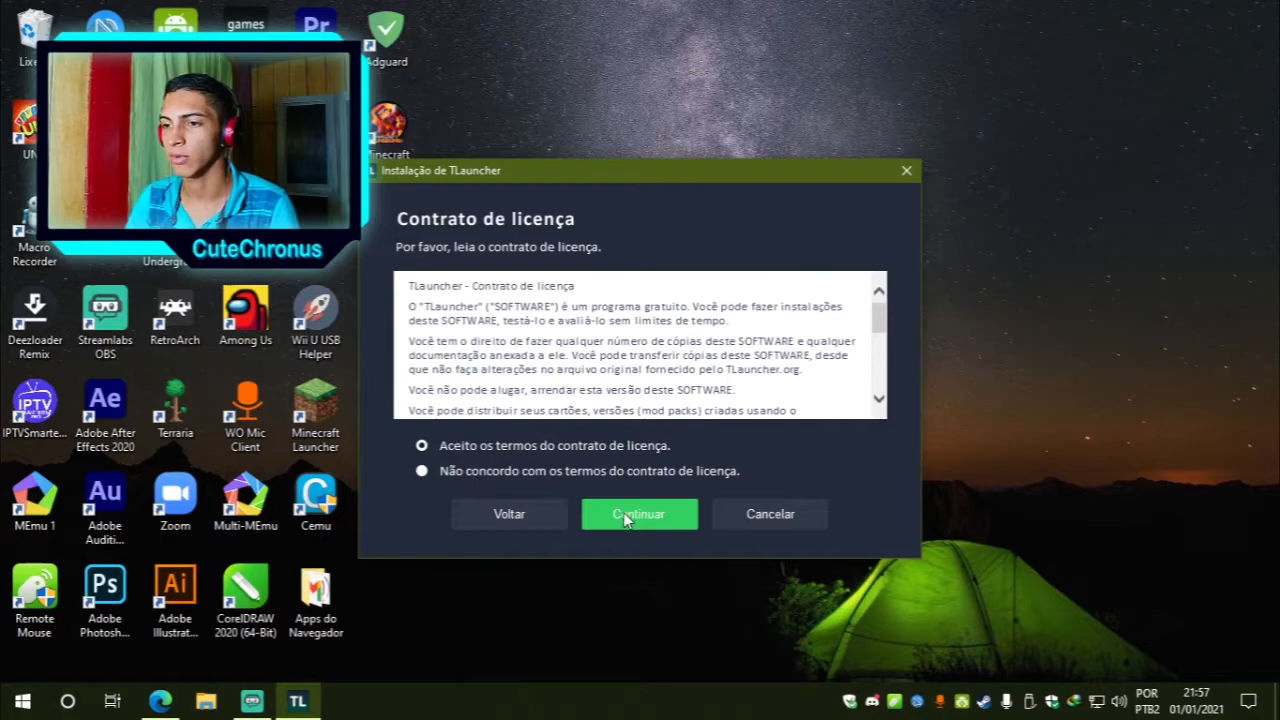 games
Pr
Lixe
Adguard
UN
Minecraft
CuteChronus
Macro
Recorder
Undergr
TL Instalação de TLauncher
Contrato de licença
Por favor, leia o contrato de licença.
TLauncher - Contrato de licença
O "TLauncher" ("SOFTWARE") é um programa gratuito. Você pode fazer instalações
deste SOFTWARE, testá-lo e avaliá-lo sem limites de tempo.
Você tem o direito de fazer qualquer número de cópias deste SOFTWARE e qualquer
documentação anexada a ele. Você pode transferir cópias deste SOFTWARE, desde
que não faça alterações no arquivo original fornecido pelo TLauncher.org.
Você não pode alugar, arrendar esta versão deste SOFTWARE.
Você pode distribuir seus cartões, versões (mod packs) criadas usando o
Aceito os termos do contrato de licença.
Não concordo com os termos do contrato de licença.
Voltar
Continuar
Cancelar
Deezloader
Remix
Streamlabs
OBS
RetroArch
Among Us
Wii U USB
Helper
IPTV
Ae
IPTVSmarte...
Adobe After
Effects 2020
Terraria
WO Mic
Client
Minecraft
Launcher
Au
MEmu 1
Adobe
Auditi...
Zoom
Multi-MEmu
Cemu
Ps
Ai
Remote
Mouse
Adobe
Photosh...
Adobe
Illustrat...
CorelDRAW
2020 (64-Bit)
Apps do
Navegador
TL
POR
PTB2
21:57
01/01/2021